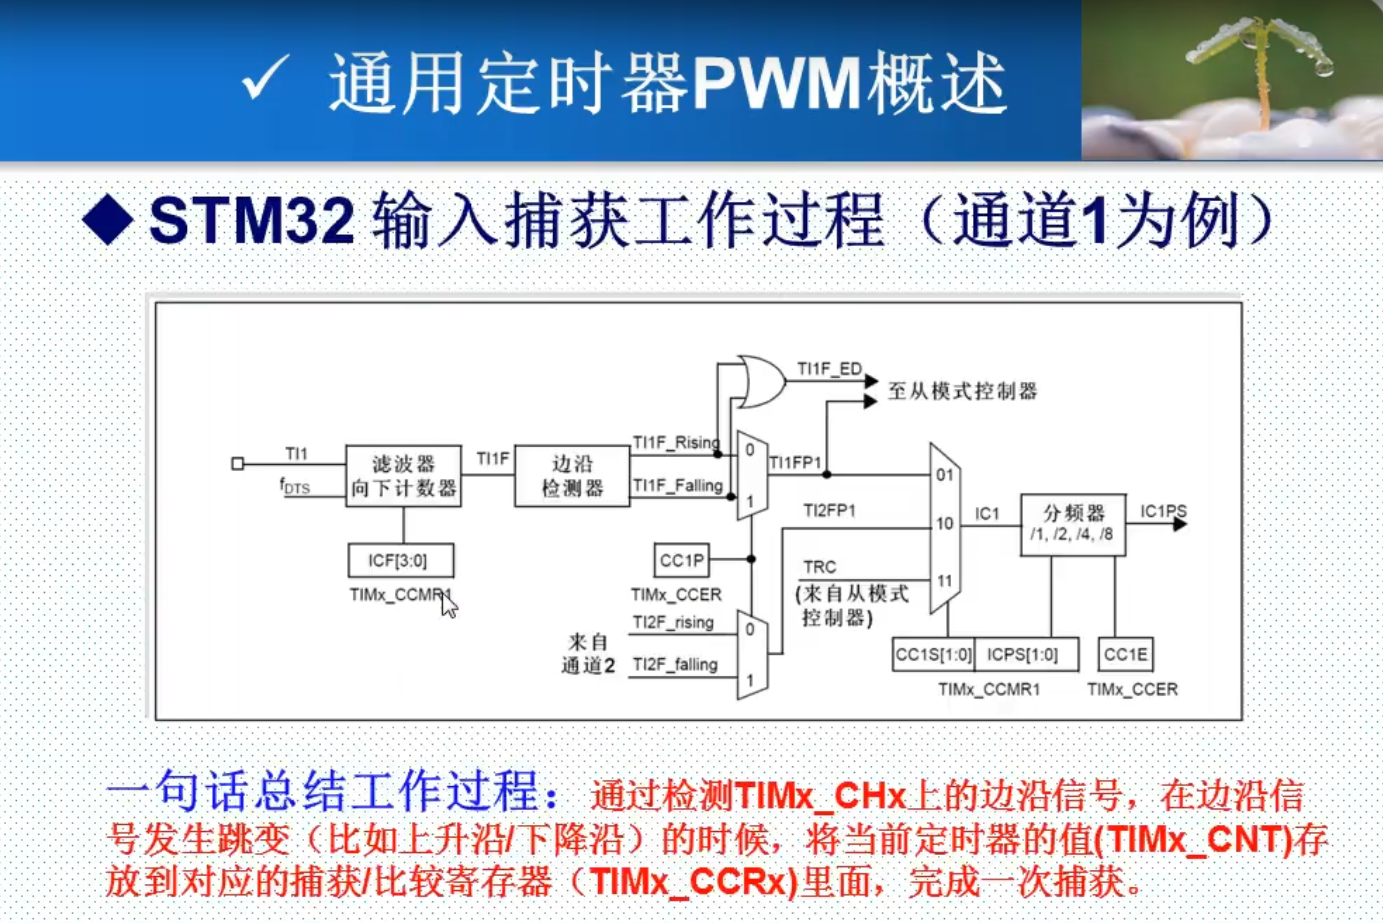 ✓ 通用定时器PWM概述
◆STM32 输入捕获工作过程（通道1为例）
TI1F_ED
至从模式控制器
TI1
TI1F
TI1F_Rising
0
TI1FP1
滤波器
向下计数器
边沿
检测器
fDTS
TI1F_Falling
1
01
TI2FP1
10
IC1
分频器
/1, /2, /4, /8
IC1PS
ICF[3:0]
TIMx_CCMR1
CC1P
TIMx_CCER
TRC
11
(来自从模式
控制器)
来自
通道2
TI2F_rising
0
TI2F_falling
1
CC1S[1:0]
ICPS[1:0]
CC1E
TIMx_CCMR1
TIMx_CCER
一句话总结工作过程：通过检测TIMx_CHx上的边沿信号，在边沿信
号发生跳变（比如上升沿/下降沿）的时候，将当前定时器的值(TIMx_CNT)存
放到对应的捕获/比较寄存器（TIMx_CCRx)里面，完成一次捕获。